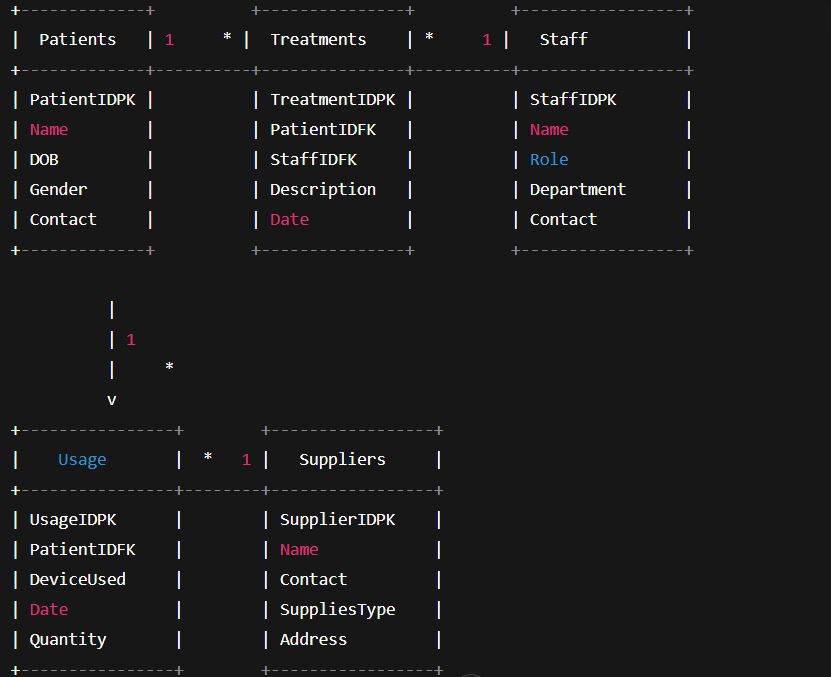 +-------------+          +---------------+          +-----------------+
|  Patients   | 1     * |  Treatments    | *     1 |   Staff          |
+-------------+----------+---------------+----------+-----------------+
| PatientIDPK |          | TreatmentIDPK |          | StaffIDPK       |
| Name        |          | PatientIDFK   |          | Name            |
| DOB         |          | StaffIDFK     |          | Role            |
| Gender      |          | Description   |          | Department      |
| Contact     |          | Date          |          | Contact         |
+-------------+          +---------------+          +-----------------+
          |
          | 1
          |     *
          v
+----------------+        +-----------------+
|    Usage       |  *   1 |   Suppliers     |
+----------------+--------+-----------------+
| UsageIDPK      |        | SupplierIDPK    |
| PatientIDFK    |        | Name            |
| DeviceUsed     |        | Contact         |
| Date           |        | SuppliesType    |
| Quantity       |        | Address         |
+----------------+        +-----------------+